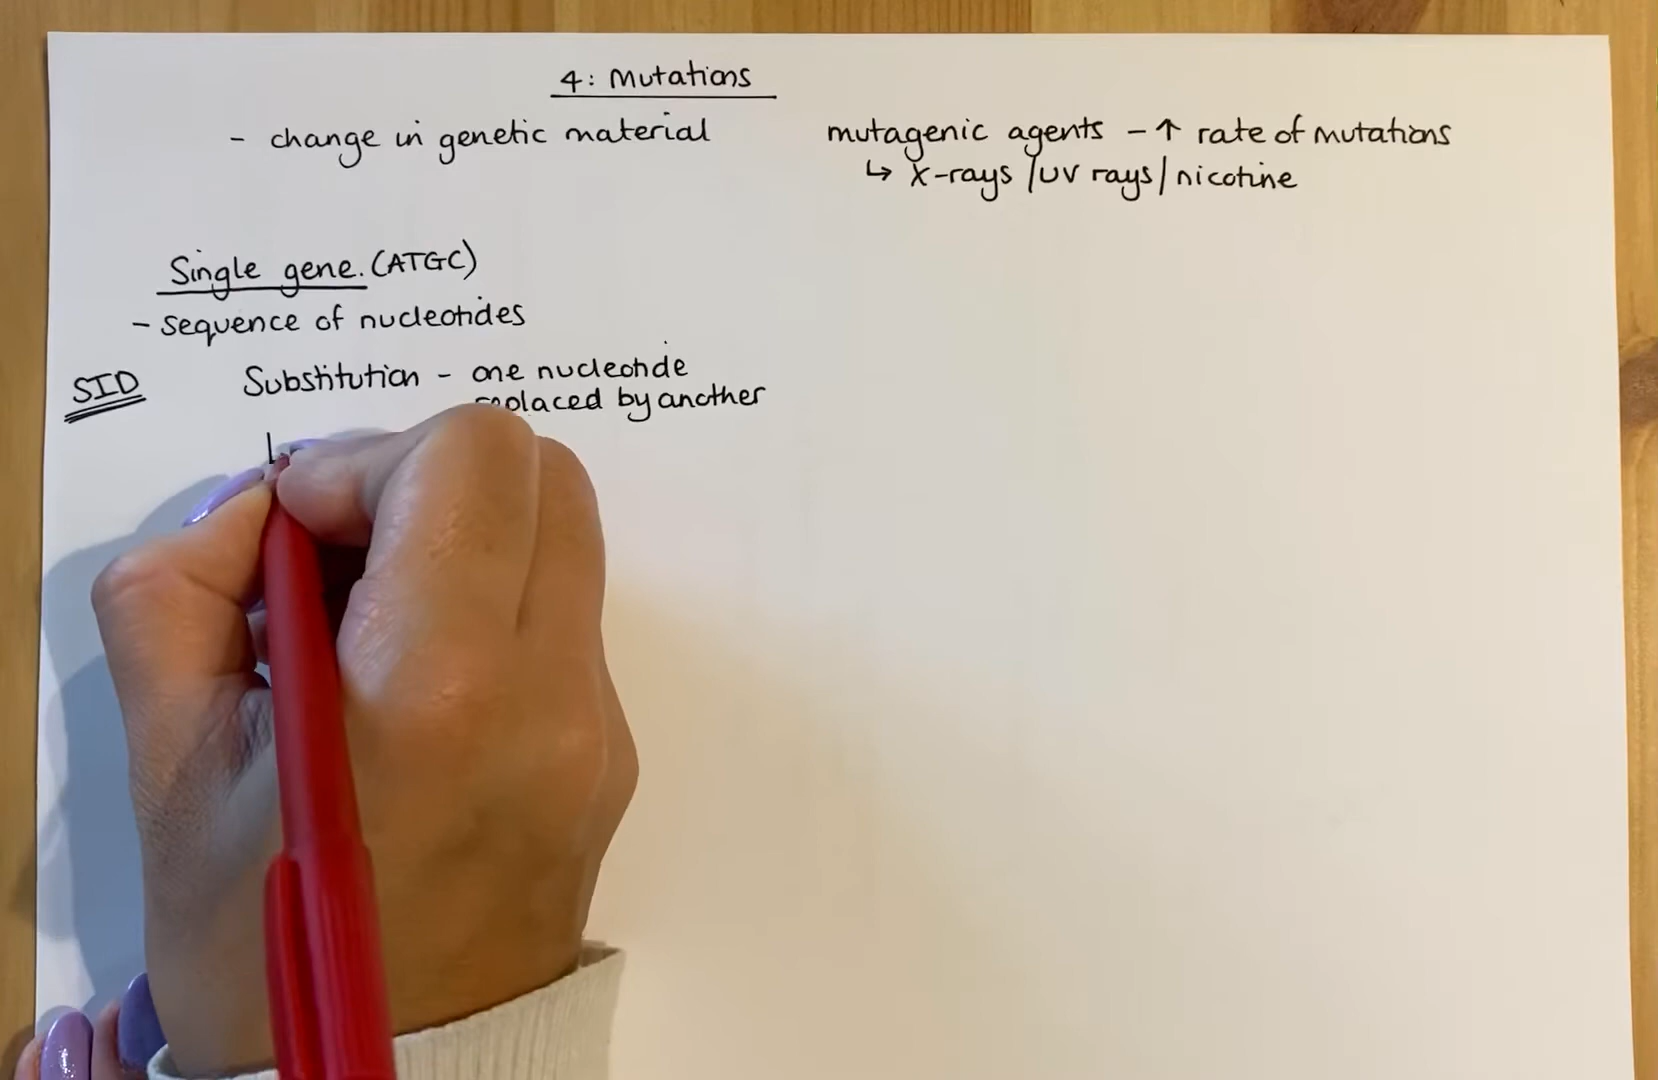 4: Mutations
- change in genetic material
mutagenic agents - ↑ rate of mutations
↳ X-rays / UV rays / nicotine
Single gene. (ATGC)
- sequence of nucleotides
SID
Substitution - one nucleotide
replaced by another